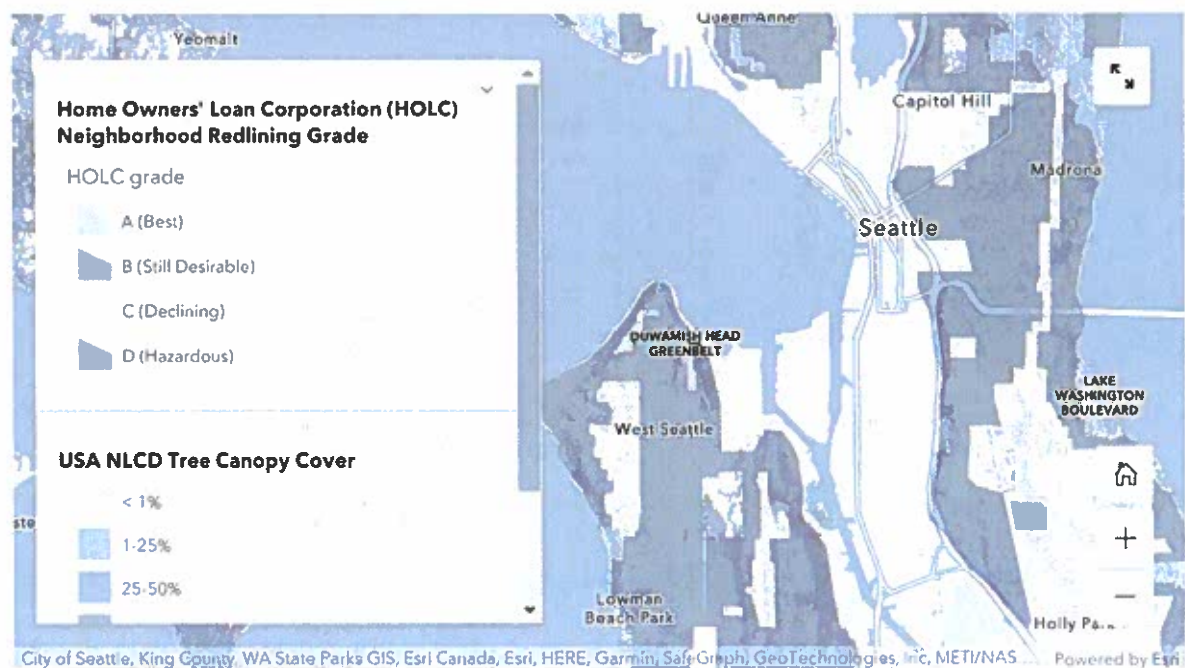 Queen Anne
Yeomalt
Home Owners' Loan Corporation (HOLC)
Neighborhood Redlining Grade
HOLC grade
A (Best)
B (Still Desirable)
C (Declining)
D (Hazardous)
USA NLCD Tree Canopy Cover
< 1%
1-25%
25-50%
Capitol Hill
Madrona
Seattle
DUWAMISH HEAD
GREENBELT
LAKE
WASHINGTON
BOULEVARD
West Seattle
Lowman
Beach Park
Holly Pa...
City of Seattle, King County, WA State Parks GIS, Esri Canada, Esri, HERE, Garmin, SafeGraph, GeoTechnologies, Inc, METI/NAS... Powered by Esri